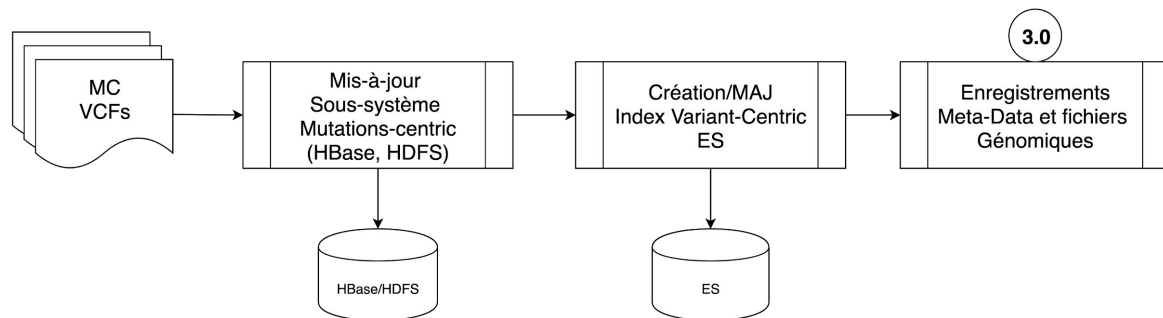 MC
VCFs
Mis-à-jour
Sous-système
Mutations-centric
(HBase, HDFS)
Création/MAJ
Index Variant-Centric
ES
3.0
Enregistrements
Meta-Data et fichiers
Génomiques
HBase/HDFS
ES